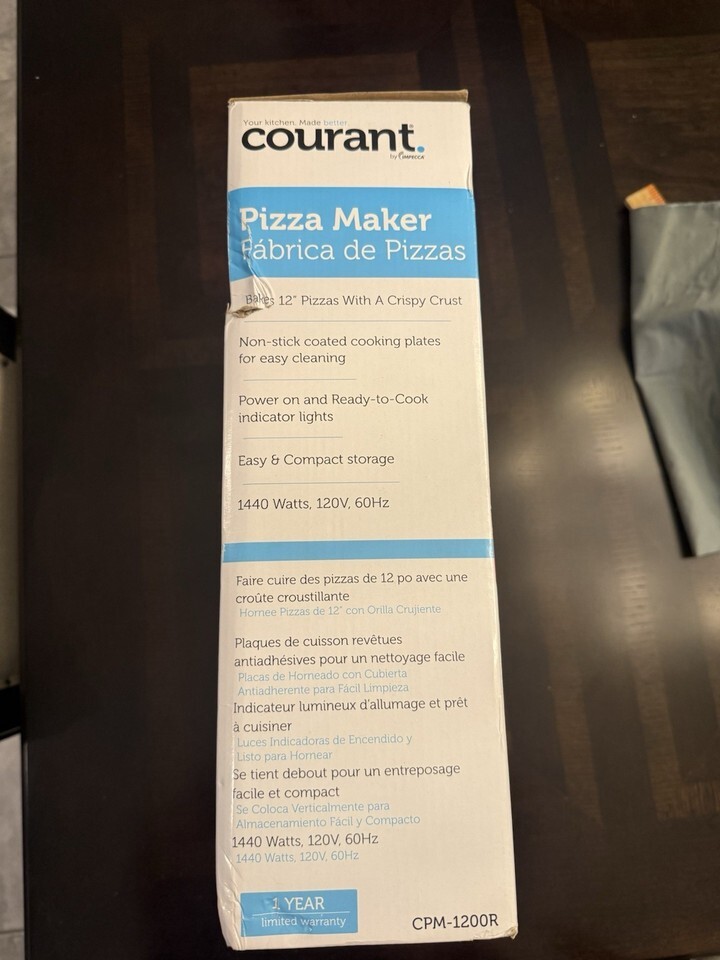 Your kitchen. Made better.
courant.
by Impecca
Pizza Maker
Fábrica de Pizzas
Bakes 12" Pizzas With A Crispy Crust
Non-stick coated cooking plates
for easy cleaning
Power on and Ready-to-Cook
indicator lights
Easy & Compact storage
1440 Watts, 120V, 60Hz
Faire cuire des pizzas de 12 po avec une
croûte croustillante
Hornee Pizzas de 12" con Orilla Crujiente
Plaques de cuisson revêtues
antiadhésives pour un nettoyage facile
Placas de Horneado con Cubierta
Antiadherente para Fácil Limpieza
Indicateur lumineux d'allumage et prêt
à cuisiner
Luces Indicadoras de Encendido y
Listo para Hornear
Se tient debout pour un entreposage
facile et compact
Se Coloca Verticalmente para
Almacenamiento Fácil y Compacto
1440 Watts, 120V, 60Hz
1440 Watts, 120V, 60Hz
1 YEAR
limited warranty
CPM-1200R